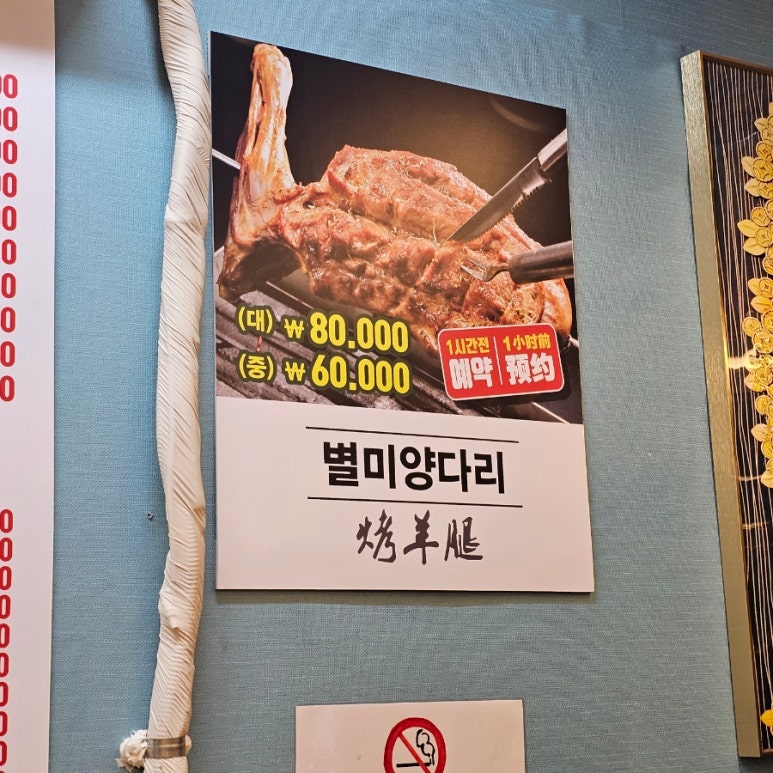 (대) ₩ 80.000
(중) ₩ 60.000
1시간전 예약
1小时前 预约
별미양다리
烤羊腿